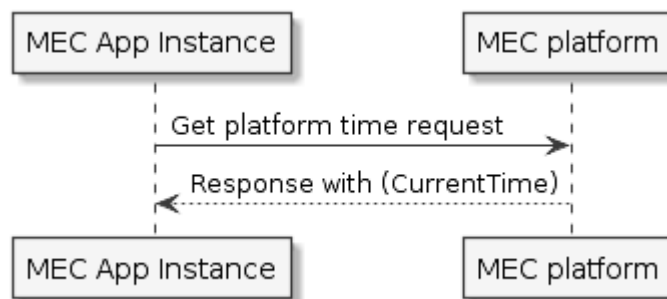 MEC App Instance
MEC platform
Get platform time request
Response with (CurrentTime)
MEC App Instance
MEC platform